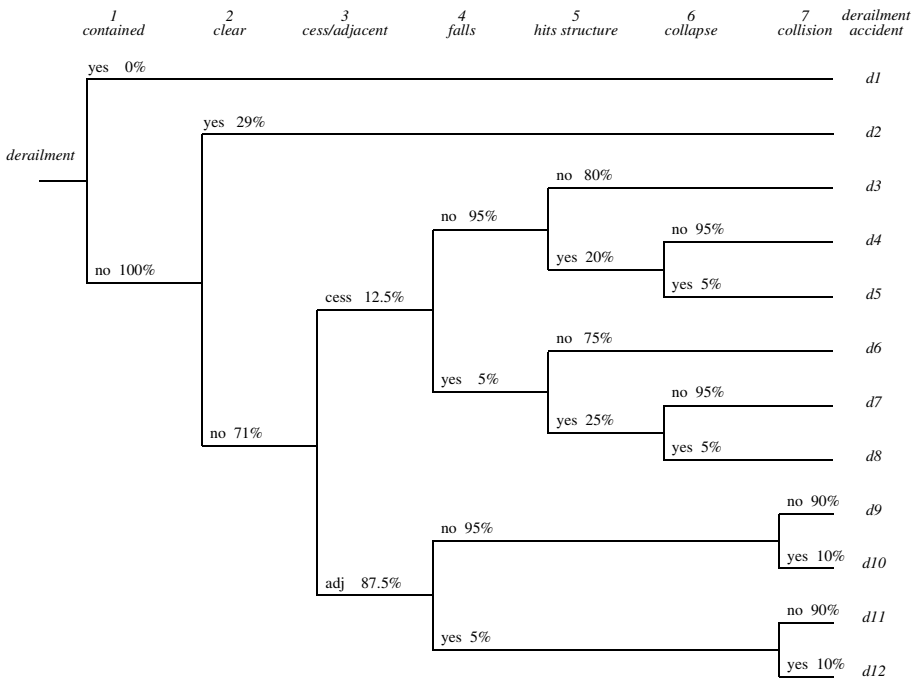 1 2 3 4 5 6 7 derailment
contained clear cess/adjacent falls hits structure collapse collision accident
yes 0%
d1
yes 29%
d2
derailment
no 80%
d3
no 95%
no 95%
d4
yes 20%
no 100%
yes 5%
d5
cess 12.5%
no 75%
d6
yes 5%
no 95%
d7
yes 25%
no 71%
yes 5%
d8
no 90%
d9
no 95%
yes 10%
d10
adj 87.5%
no 90%
d11
yes 5%
yes 10%
d12